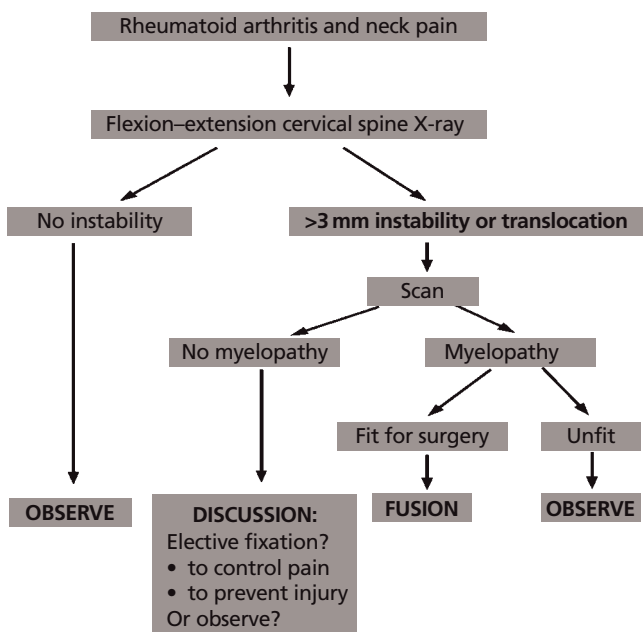 Rheumatoid arthritis and neck pain
Flexion–extension cervical spine X-ray
No instability
>3 mm instability or translocation
Scan
No myelopathy
Myelopathy
Fit for surgery
Unfit
OBSERVE
DISCUSSION:
Elective fixation?
• to control pain
• to prevent injury
Or observe?
FUSION
OBSERVE